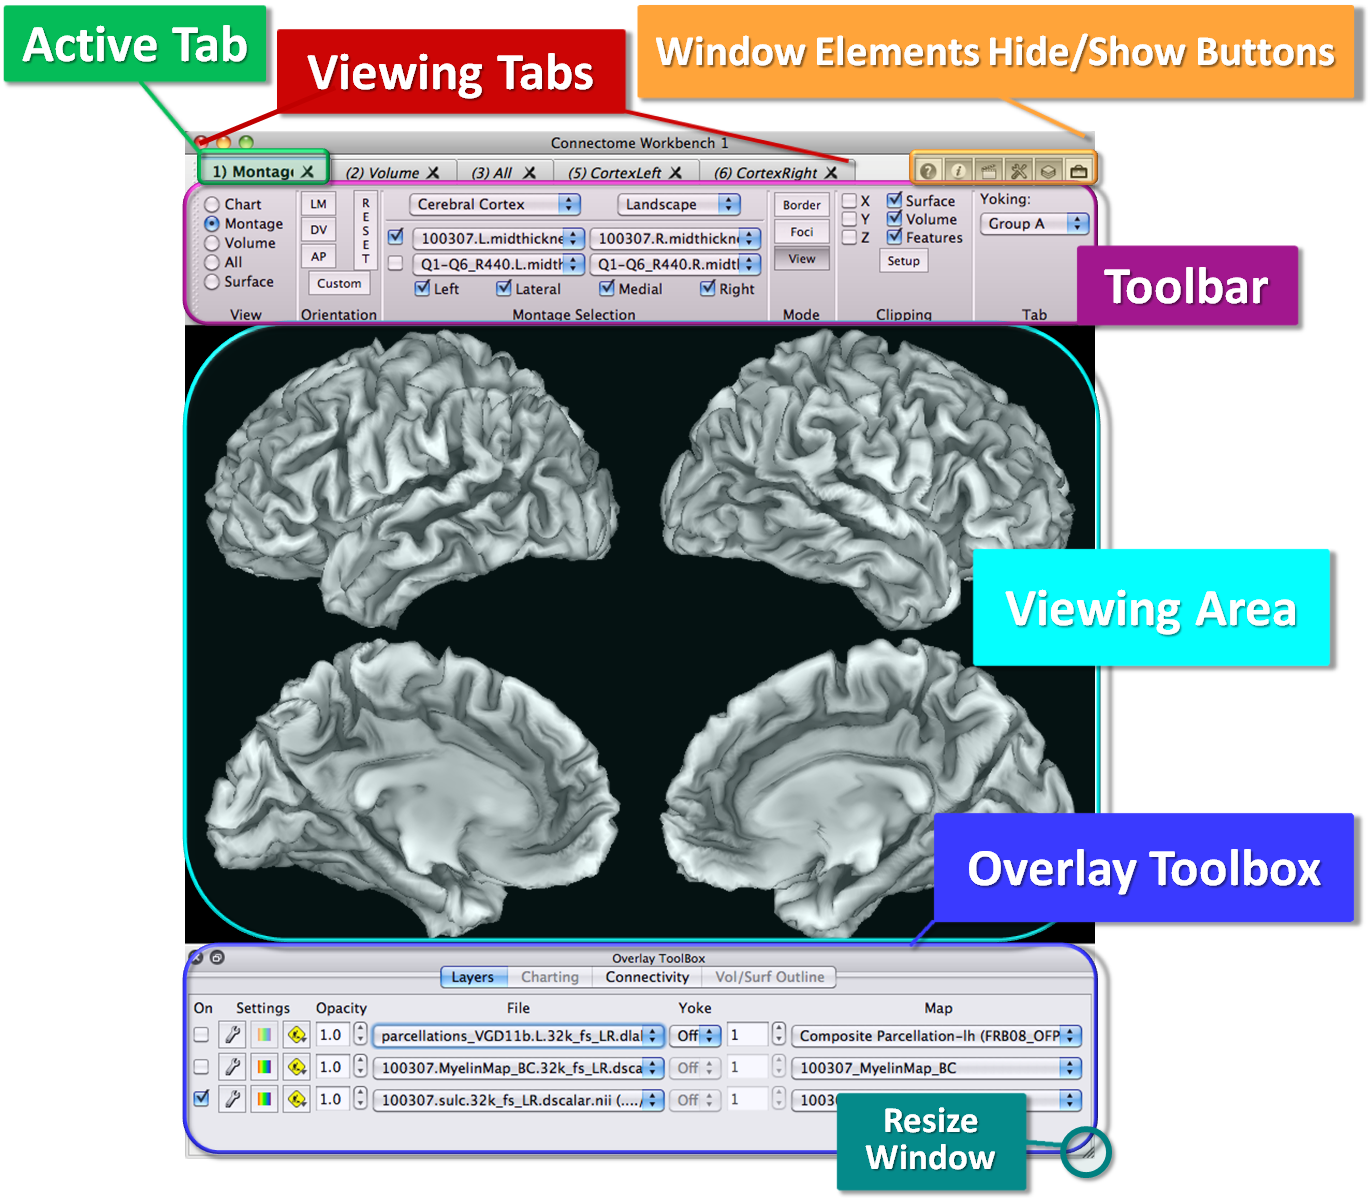 Active Tab
Viewing Tabs
Window Elements Hide/Show Buttons
Connectome Workbench 1
1) Montag
(2) Volume
(3) All
(5) CortexLeft
(6) CortexRight
Chart
Montage
Volume
All
Surface
View
LM
DV
AP
RESET
Custom
Orientation
Cerebral Cortex
Landscape
100307.L.midthickne
100307.R.midthickne
Q1-Q6_R440.L.midth
Q1-Q6_R440.R.midt
Left
Lateral
Medial
Right
Montage Selection
Border
Foci
View
Mode
X
Surface
Y
Volume
Z
Features
Setup
Clipping
Yoking:
Group A
Tab
Toolbar
Viewing Area
Overlay Toolbox
Overlay ToolBox
Layers
Charting
Connectivity
Vol/Surf Outline
On
Settings
Opacity
File
Yoke
Map
1.0
parcellations_VGD11b.L.32k_fs_LR.dla
Off
1
Composite Parcellation-lh (FRB08_OFP
1.0
100307.MyelinMap_BC.32k_fs_LR.dsca
Off
1
100307_MyelinMap_BC
1.0
100307.sulc.32k_fs_LR.dscalar.nii (..../
Off
1
1003
Resize
Window